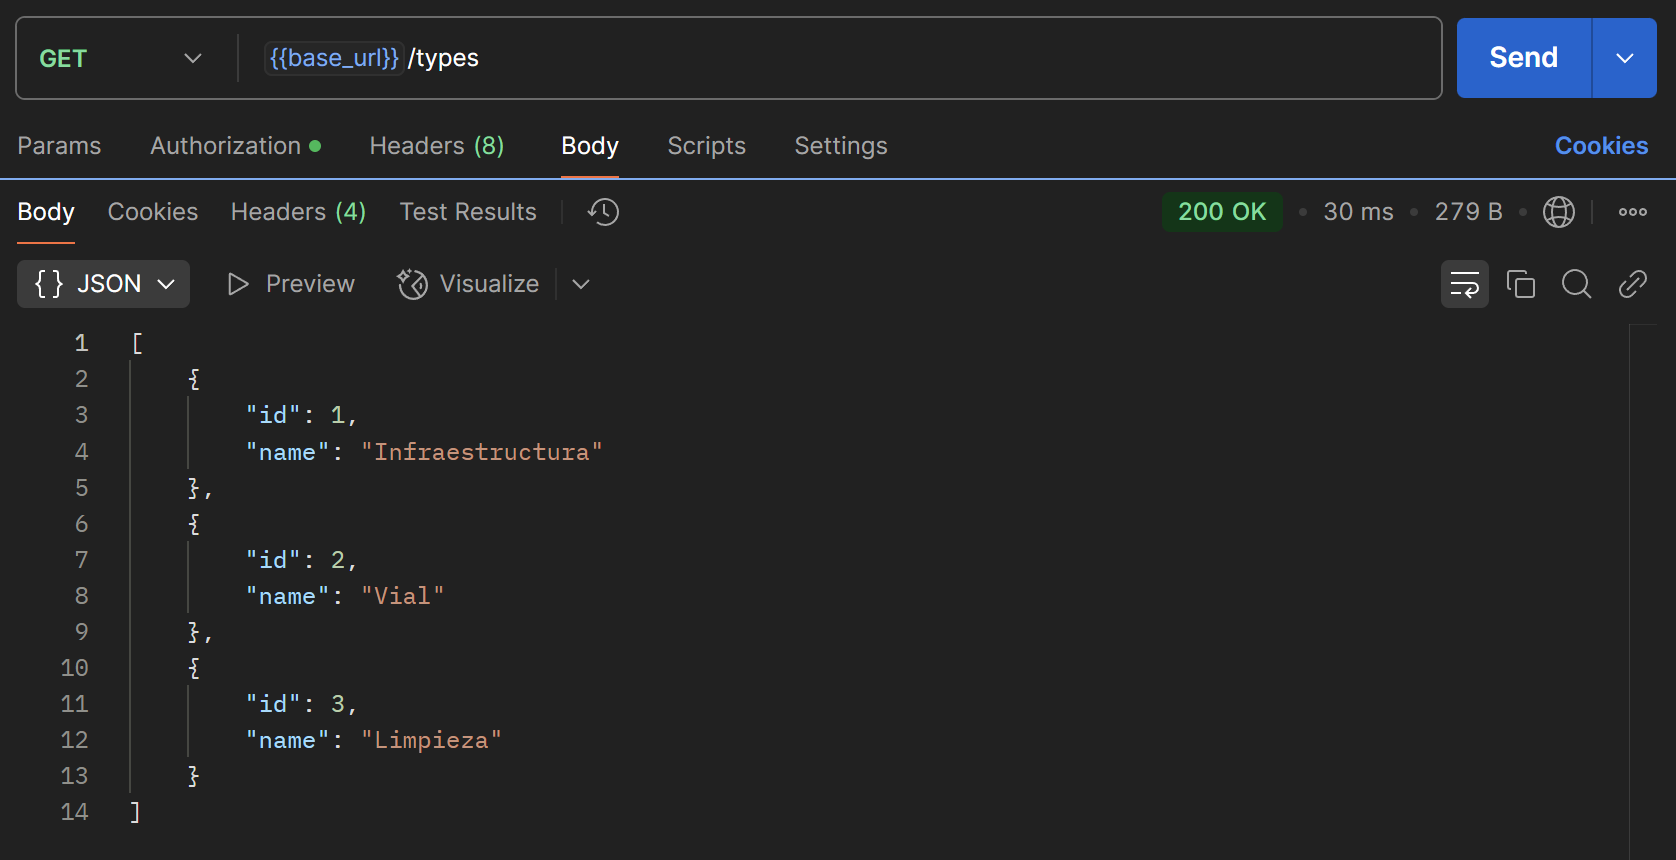 GET {{base_url}}/types Send
Params Authorization Headers (8) Body Scripts Settings Cookies
Body Cookies Headers (4) Test Results 200 OK • 30 ms • 279 B •
{} JSON Preview Visualize
1 [
2 {
3 "id": 1,
4 "name": "Infraestructura"
5 },
6 {
7 "id": 2,
8 "name": "Vial"
9 },
10 {
11 "id": 3,
12 "name": "Limpieza"
13 }
14 ]